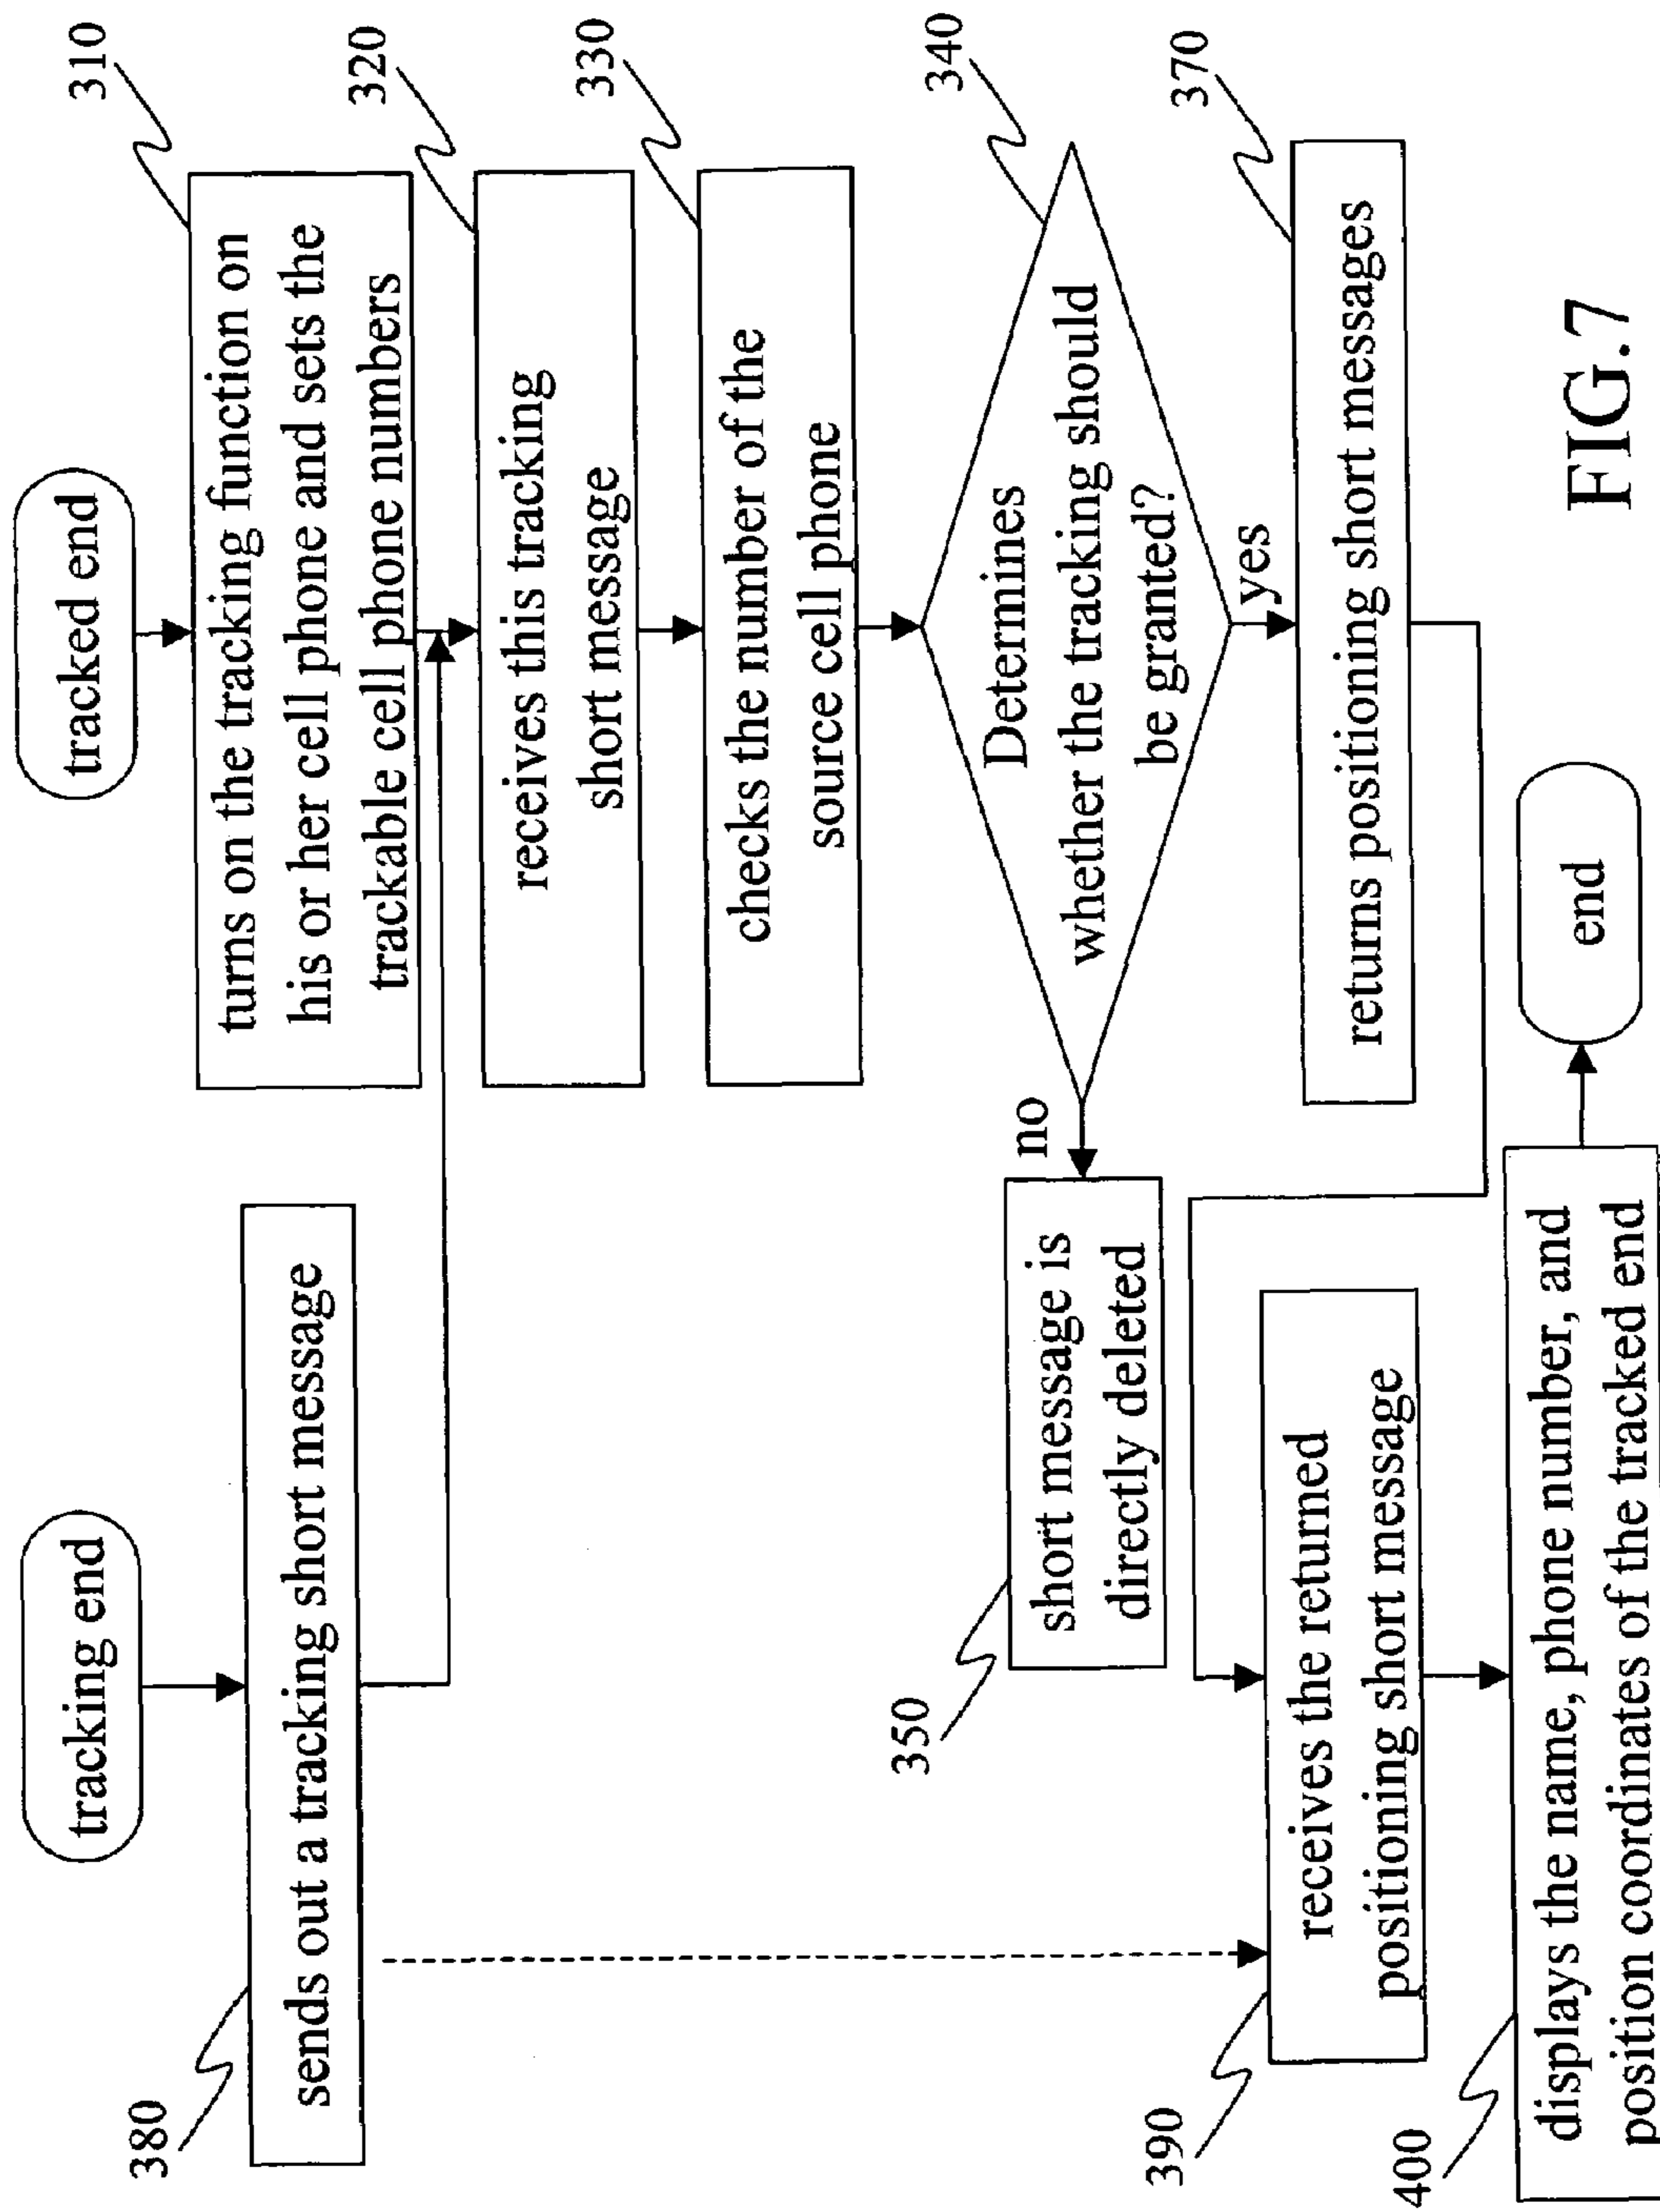 tracking end
380
sends out a tracking short message
tracked end
310
turns on the tracking function on
his or her cell phone and sets the
trackable cell phone numbers
320
receives this tracking
short message
330
checks the number of the
source cell phone
340
Determines
whether the tracking should
be granted?
no
yes
350
short message is
directly deleted
370
returns positioning short messages
390
receives the returned
positioning short message
400
displays the name, phone number, and
position coordinates of the tracked end
end
FIG.7